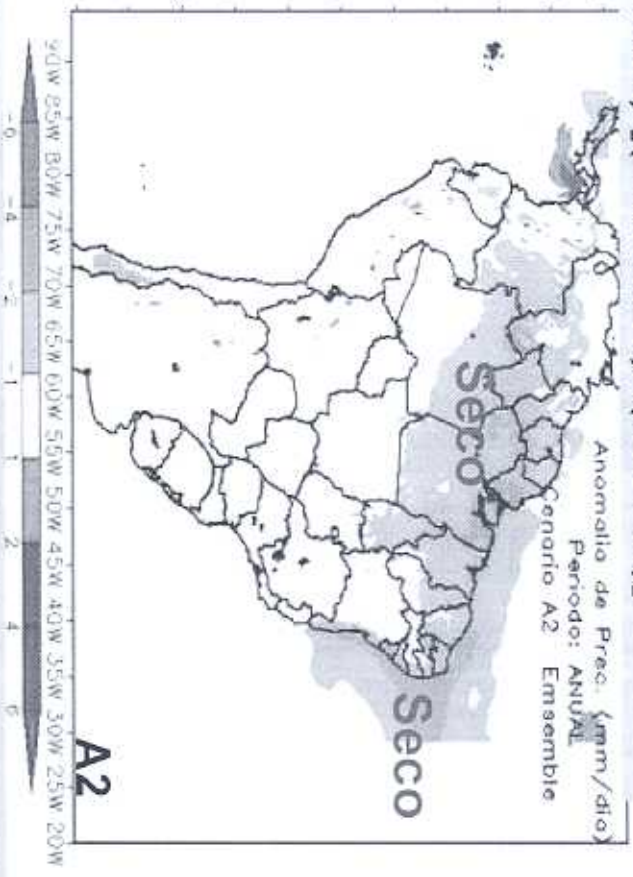 Anomalia de Prec. (mm/dia)
Periodo: ANUAL
Cenario A2 Emsemble
Seco
Seco
A2
90W 85W 80W 75W 70W 65W 60W 55W 50W 45W 40W 35W 30W 25W 20W
-6 -4 -2 -1 1 2 4 6